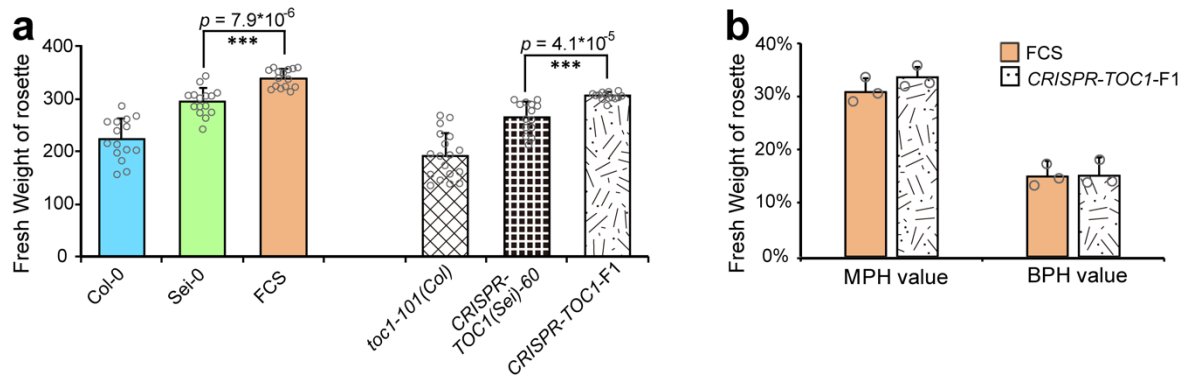 a
p = 7.9*10-6
***
p = 4.1*10-5
***
Fresh Weight of rosette
400
300
200
100
0
Col-0
Sei-0
FCS
toc1-101(Col)
CRISPR-
TOC1(Sei)-60
CRISPR-TOC1-F1
b
Fresh Weight of rosette
40%
30%
20%
10%
0%
FCS
CRISPR-TOC1-F1
MPH value
BPH value